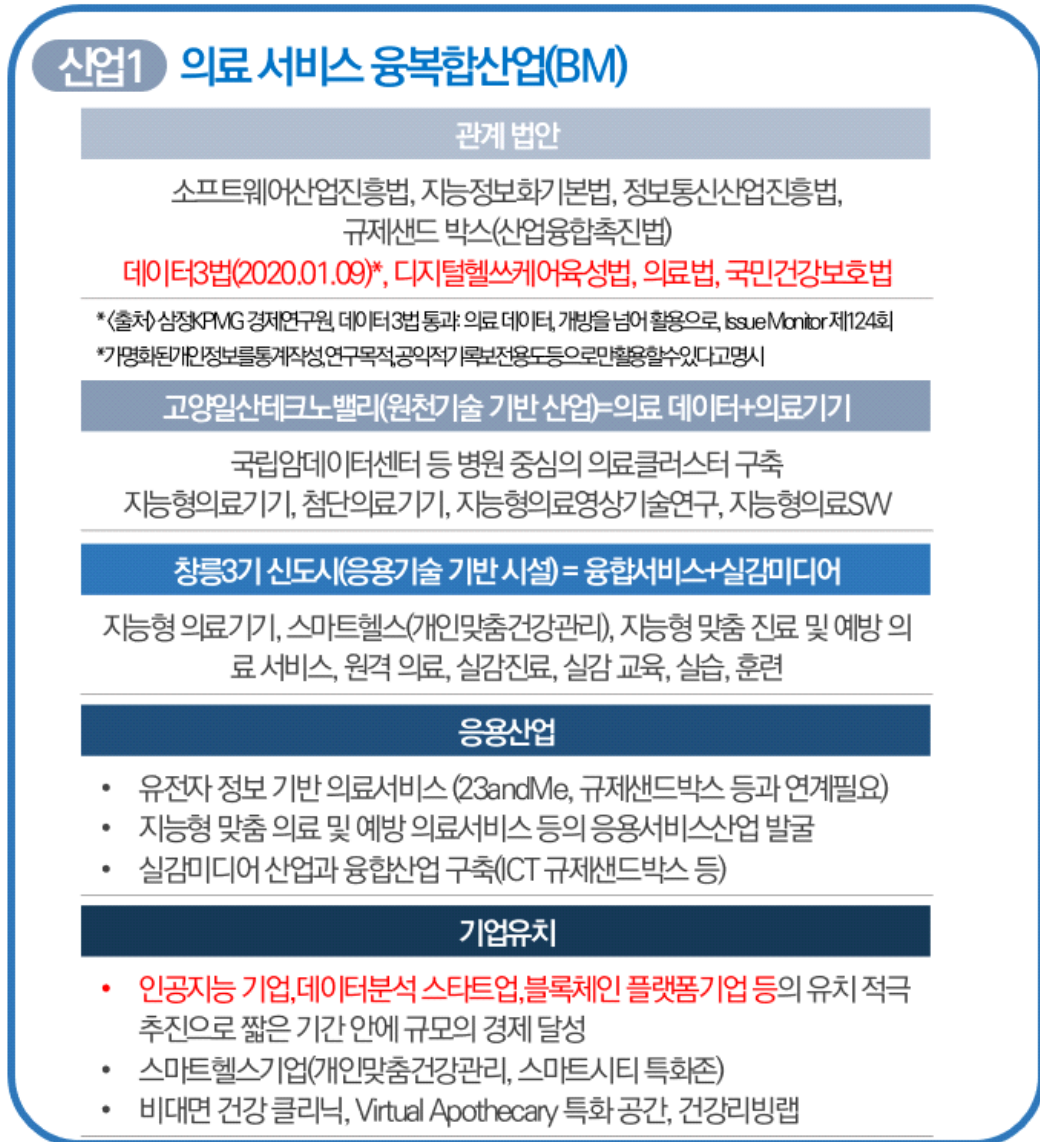 산업1 의료 서비스 융복합산업(BM)
관계 법안
소프트웨어산업진흥법, 지능정보화기본법, 정보통신산업진흥법,
규제샌드 박스(산업융합촉진법)
데이터3법(2020.01.09)*, 디지털헬쓰케어육성법, 의료법, 국민건강보호법
*<출처> 삼정KPMG 경제연구원, 데이터 3법 통과: 의료 데이터, 개방을 넘어 활용으로, Issue Monitor 제124회
*가명화된개인정보를통계작성,연구목적,공익적기록보전용도등으로만활용할수있다고명시
고양일산테크노밸리(원천기술 기반 산업)=의료 데이터+의료기기
국립암데이터센터 등 병원 중심의 의료클러스터 구축
지능형의료기기, 첨단의료기기, 지능형의료영상기술연구, 지능형의료SW
창릉3기 신도시(응용기술 기반 시설) = 융합서비스+실감미디어
지능형 의료기기, 스마트헬스(개인맞춤건강관리), 지능형 맞춤 진료 및 예방 의
료 서비스, 원격 의료, 실감진료, 실감 교육, 실습, 훈련
응용산업
• 유전자 정보 기반 의료서비스 (23andMe, 규제샌드박스 등과 연계필요)
• 지능형 맞춤 의료 및 예방 의료서비스 등의 응용서비스산업 발굴
• 실감미디어 산업과 융합산업 구축(ICT 규제샌드박스 등)
기업유치
• 인공지능 기업,데이터분석 스타트업,블록체인 플랫폼기업 등의 유치 적극
추진으로 짧은 기간 안에 규모의 경제 달성
• 스마트헬스기업(개인맞춤건강관리, 스마트시티 특화존)
• 비대면 건강 클리닉, Virtual Apothecary 특화 공간, 건강리빙랩